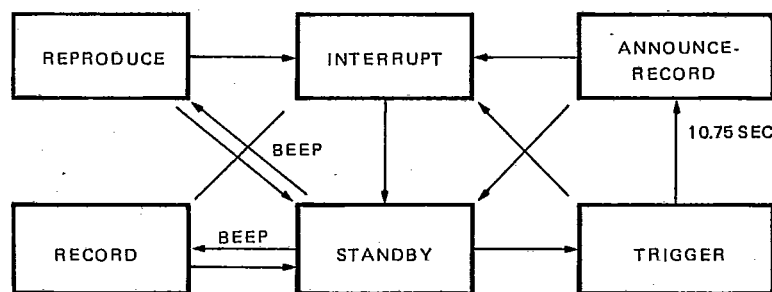 REPRODUCE
INTERRUPT
ANNOUNCE-
RECORD
BEEP
10.75 SEC
RECORD
BEEP
STANDBY
TRIGGER